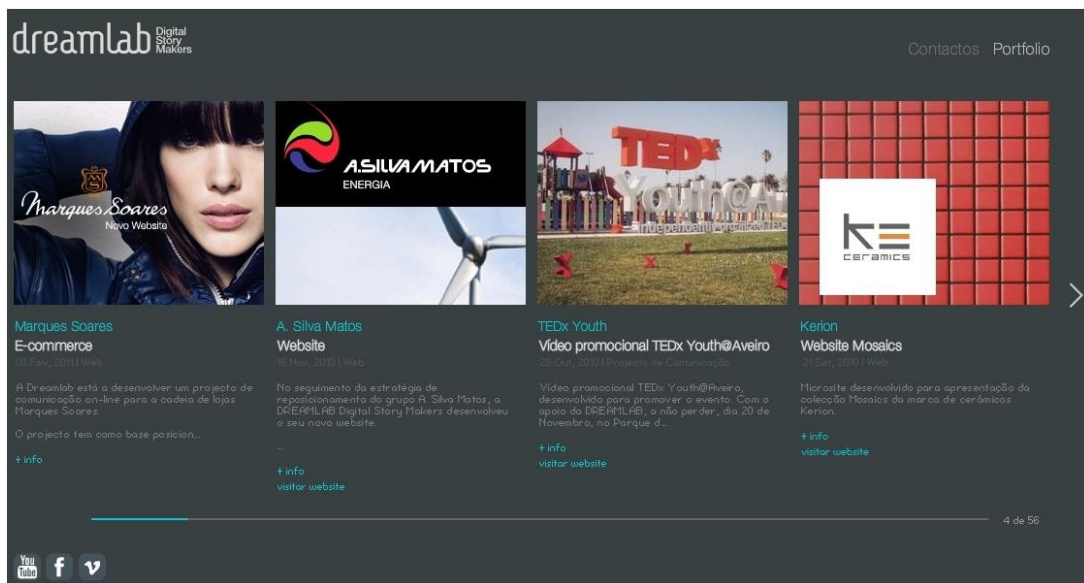 dreamlab Digital
Story
Makers
Contactos Portfolio
Marques Soares
Novo Website
A.SILVA MATOS
ENERGIA
TEDx
Youth@A
independently organized TED
KE
CERAMICS
Marques Soares
E-commerce
08 Fev, 2011 | Web
A Dreamlab está a desenvolver um projecto de
comunicação on-line para a cadeia de lojas
Marques Soares.
O projecto tem como base posicion...
+ info
A. Silva Matos
Website
18 Nov, 2010 | Web
No seguimento da estratégia de
reposicionamento do grupo A. Silva Matos, a
DREAMLAB Digital Story Makers desenvolveu
o seu novo website.
...
+ info
visitar website
TEDx Youth
Vídeo promocional TEDx Youth@Aveiro
26 Out, 2010 | Projecto de Comunicação
Vídeo promocional TEDx Youth@Aveiro,
desenvolvido para promover o evento. Com o
apoio da DREAMLAB, a não perder, dia 20 de
Novembro, no Parque d...
+ info
visitar website
Kerion
Website Mosaics
21 Set, 2010 | Web
Microsite desenvolvido para apresentação da
colecção Mosaics da marca de cerâmicos
Kerion.
+ info
visitar website
4 de 56
You
Tube
f
v